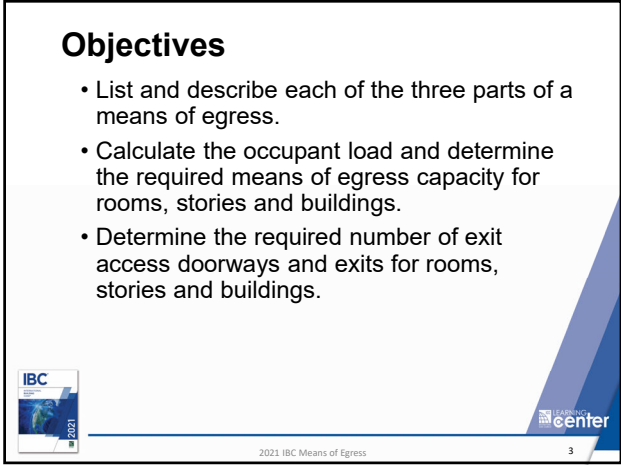 Objectives
• List and describe each of the three parts of a
means of egress.
• Calculate the occupant load and determine
the required means of egress capacity for
rooms, stories and buildings.
• Determine the required number of exit
access doorways and exits for rooms,
stories and buildings.
IBC
2021
LEARNING
center
2021 IBC Means of Egress
3